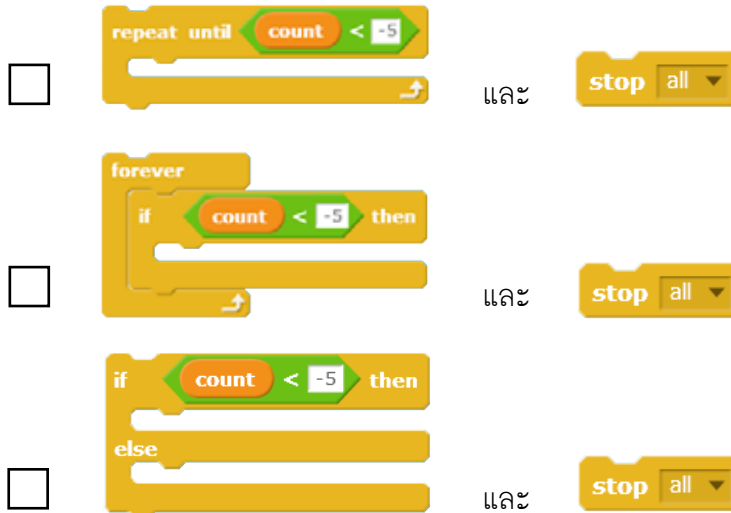 repeat until count < -5
และ
stop all
forever
if count < -5 then
และ
stop all
if count < -5 then
else
และ
stop all